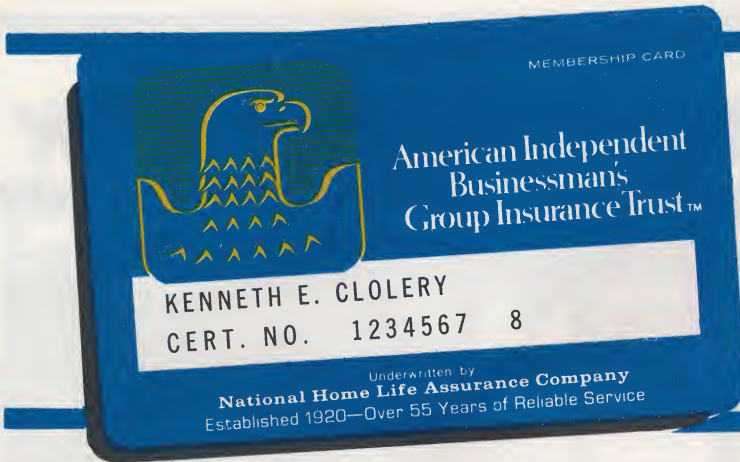 MEMBERSHIP CARD
American Independent
Businessman's
Group Insurance Trust™
KENNETH E. CLOLERY
CERT. NO. 1234567 8
Underwritten by
National Home Life Assurance Company
Established 1920—Over 55 Years of Reliable Service